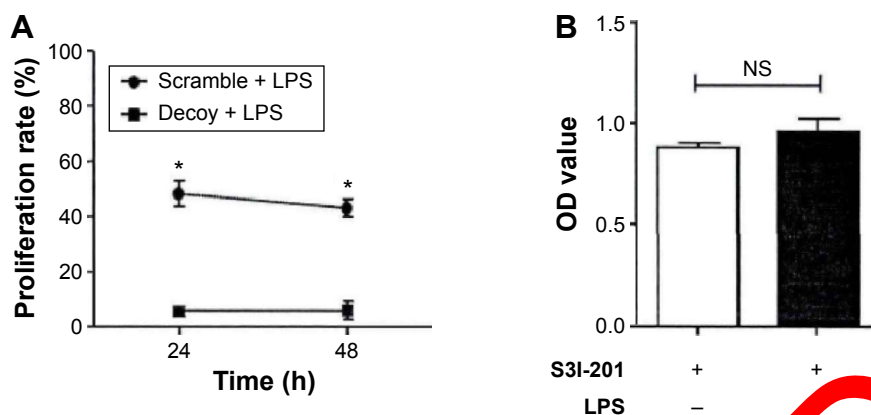 A
Proliferation rate (%)
100
80
60
40
20
0
Scramble + LPS
Decoy + LPS
*
*
24
48
Time (h)
B
OD value
1.5
1.0
0.5
0.0
NS
S3I-201 + +
LPS –